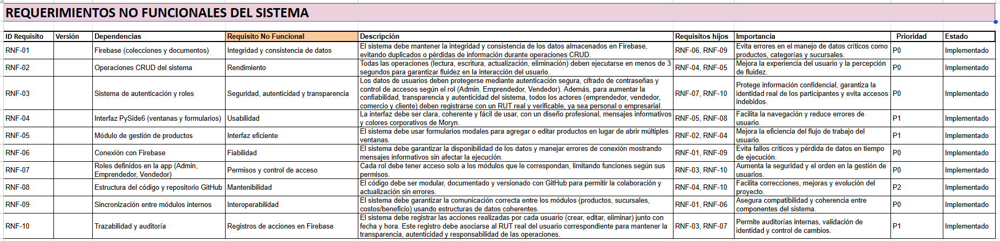 REQUERIMIENTOS NO FUNCIONALES DEL SISTEMA
ID Requisito Versión Dependencias Requisito No Funcional Descripción Requisitos hijos Importancia Prioridad Estado
RNF-01 Firebase (colecciones y documentos) Integridad y consistencia de datos El sistema debe mantener la integridad y consistencia de los datos almacenados en Firebase,
evitando duplicados o pérdidas de información durante operaciones CRUD. RNF-06, RNF-09 Evita errores en el manejo de datos críticos como
productos, categorías y sucursales. P0 Implementado
RNF-02 Operaciones CRUD del sistema Rendimiento Todas las operaciones (lectura, escritura, actualización, eliminación) deben ejecutarse en menos de 3
segundos para garantizar fluidez en la interacción del usuario. RNF-04, RNF-05 Mejora la experiencia del usuario y la percepción
de fluidez. P0 Implementado
RNF-03 Sistema de autenticación y roles Seguridad, autenticidad y transparencia Los datos de usuarios deben protegerse mediante autenticación segura, cifrado de contraseñas y
control de accesos según el rol (Admin, Emprendedor, Vendedor). Además, para aumentar la
confiabilidad, transparencia y autenticidad del sistema, todos los actores (emprendedor, vendedor,
comercio y cliente) deben registrarse con un RUT real y verificable, ya sea personal o empresarial. RNF-07, RNF-10 Protege información confidencial, garantiza la
identidad real de los participantes y evita accesos
indebidos. P0 Implementado
RNF-04 Interfaz PySide6 (ventanas y formularios) Usabilidad La interfaz debe ser clara, coherente y fácil de usar, con un diseño profesional, mensajes informativos
y colores corporativos de Moryn. RNF-05, RNF-08 Facilita la navegación y reduce errores de
usuario. P1 Implementado
RNF-05 Módulo de gestión de productos Interfaz eficiente El sistema debe usar formularios modales para agregar o editar productos en lugar de abrir múltiples
ventanas. RNF-02, RNF-04 Mejora la eficiencia del flujo de trabajo del
usuario. P1 Implementado
RNF-06 Conexión con Firebase Fiabilidad El sistema debe garantizar la disponibilidad de los datos y manejar errores de conexión mostrando
mensajes informativos sin afectar la ejecución. RNF-01, RNF-09 Evita fallos críticos y pérdida de datos en tiempo
de ejecución. P0 Implementado
RNF-07 Roles definidos en la app (Admin,
Emprendedor, Vendedor) Permisos y control de acceso Cada rol debe tener acceso solo a los módulos que le correspondan, limitando funciones según sus
permisos. RNF-03, RNF-10 Aumenta la seguridad y el orden en la gestión de
usuarios. P0 Implementado
RNF-08 Estructura del código y repositorio GitHub Mantenibilidad El código debe ser modular, documentado y versionado con GitHub para permitir la colaboración y
actualización sin errores. RNF-04, RNF-10 Facilita correcciones, mejoras y evolución del
proyecto. P2 Implementado
RNF-09 Sincronización entre módulos internos Interoperabilidad El sistema debe garantizar la comunicación correcta entre los módulos (productos, sucursales,
costos/beneficio) usando estructuras de datos coherentes. RNF-01, RNF-06 Asegura compatibilidad y coherencia entre
componentes del sistema. P0 Implementado
RNF-10 Trazabilidad y auditoría Registros de acciones en Firebase El sistema debe registrar las acciones realizadas por cada usuario (crear, editar, eliminar) junto con
fecha y hora. Este registro debe asociarse al RUT real del usuario correspondiente para mantener la
transparencia, autenticidad y responsabilidad de las operaciones. RNF-03, RNF-07 Permite auditorías internas, validación de
identidad y control de cambios. P1 Implementado